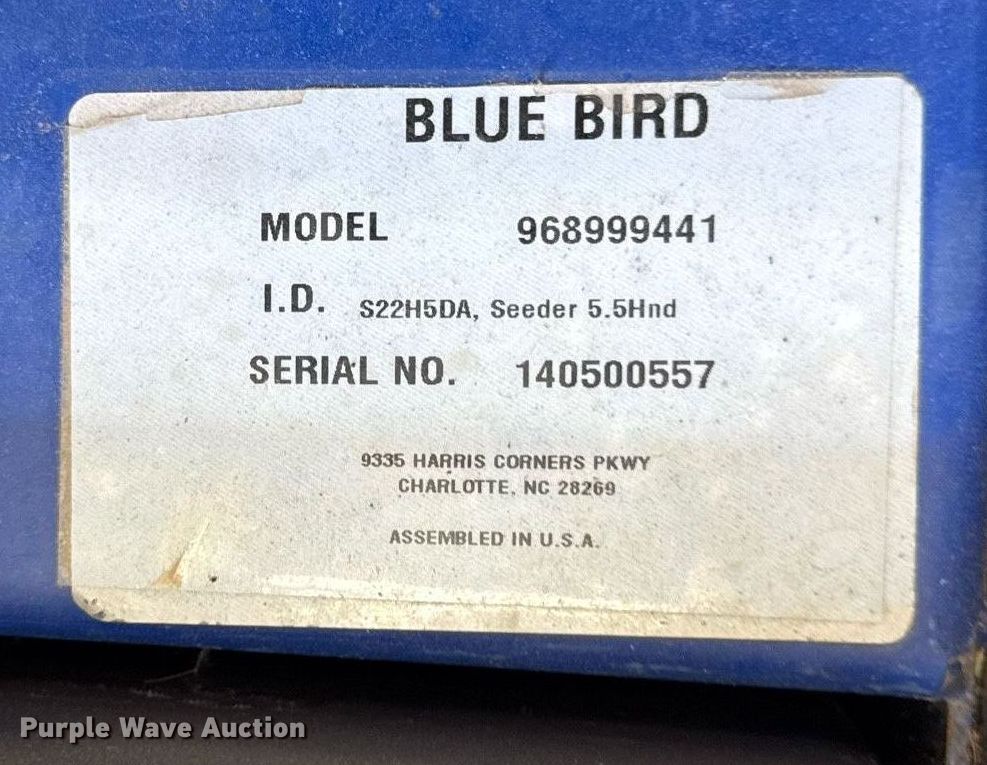 BLUE BIRD
MODEL 968999441
I.D. S22H5DA, Seeder 5.5Hnd
SERIAL NO. 140500557
9335 HARRIS CORNERS PKWY
CHARLOTTE, NC 28269
ASSEMBLED IN U.S.A.
Purple Wave Auction